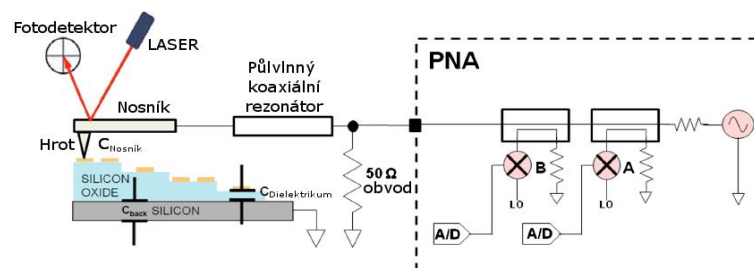 Fotodetektor
LASER
Půlvlnný
koaxiální
rezonátor
PNA
Nosník
Hrot
C Nosník
SILICON
OXIDE
C Dielektrikum
C back
SILICON
50 Ω
obvod
B
A
LO
LO
A/D
A/D